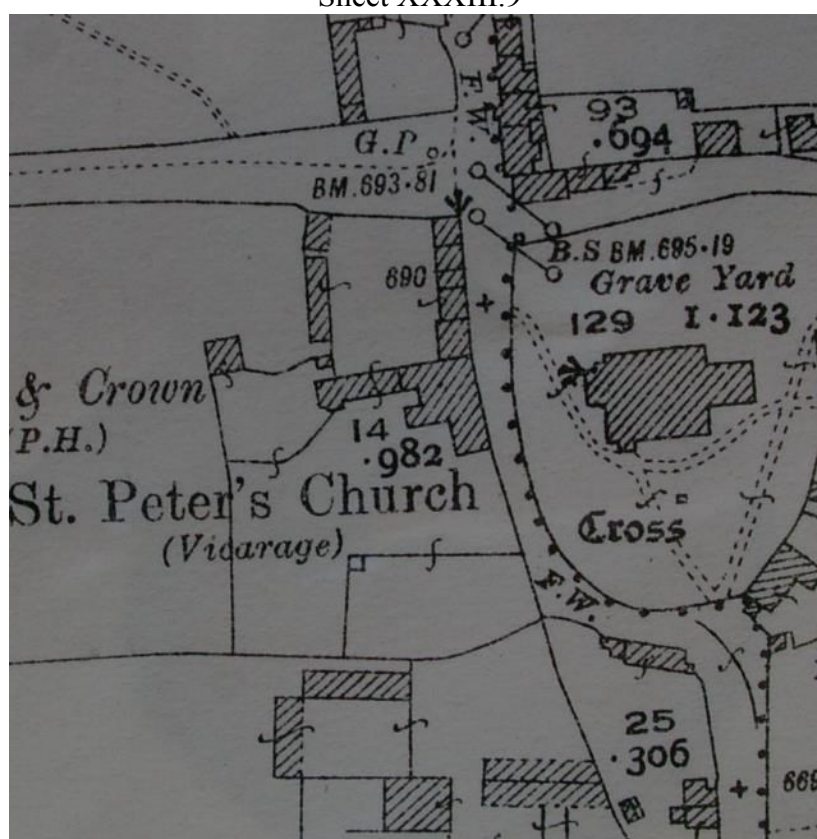 Sheet XXXIII.9
F.W.
93
.694
G.P
BM.693.81
B.S BM.695.19
690
Grave Yard
129 1.123
& Crown
(P.H.)
14
.982
St. Peter's Church
(Vicarage)
Cross
F.W.
25
.306
669